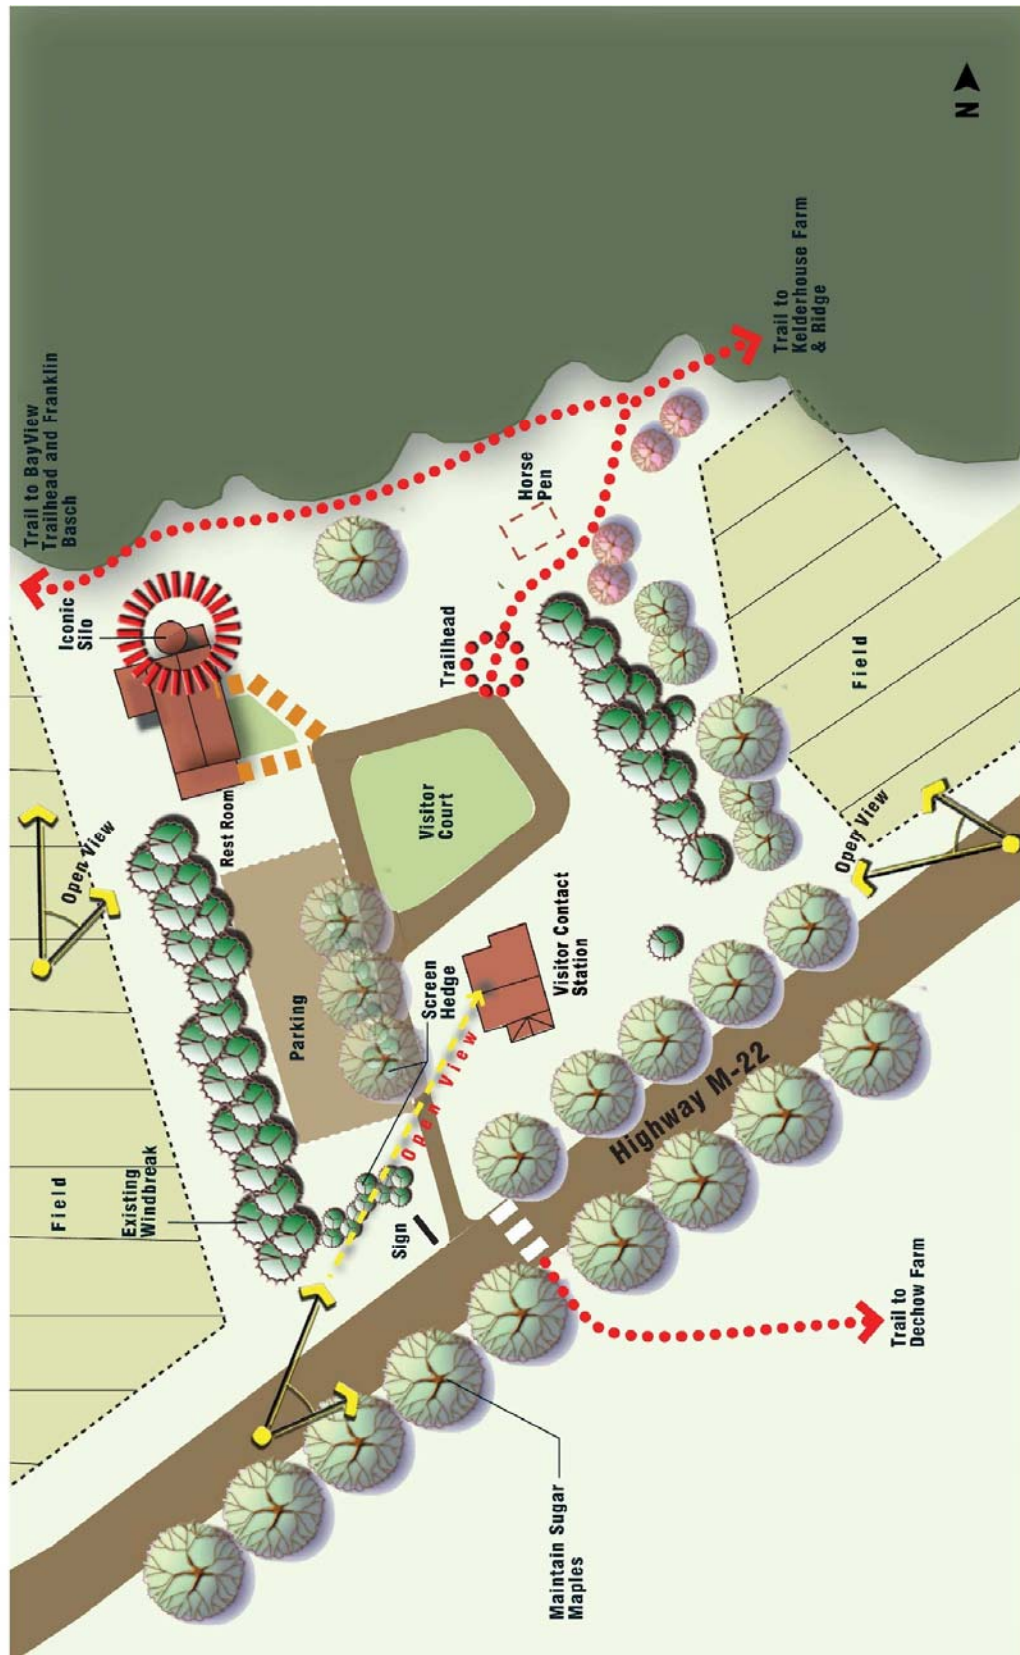 Trail to BayView
Trailhead and Franklin
Basch
N
Trail to
Kelderhouse Farm
& Ridge
Iconic
Silo
Horse
Pen
Trailhead
Field
Open View
Rest Room
Visitor
Court
Open View
Parking
Screen
Hedge
Visitor Contact
Station
Open View
Highway M-22
Field
Existing
Windbreak
Sign
Trail to
Dechow Farm
Maintain Sugar
Maples